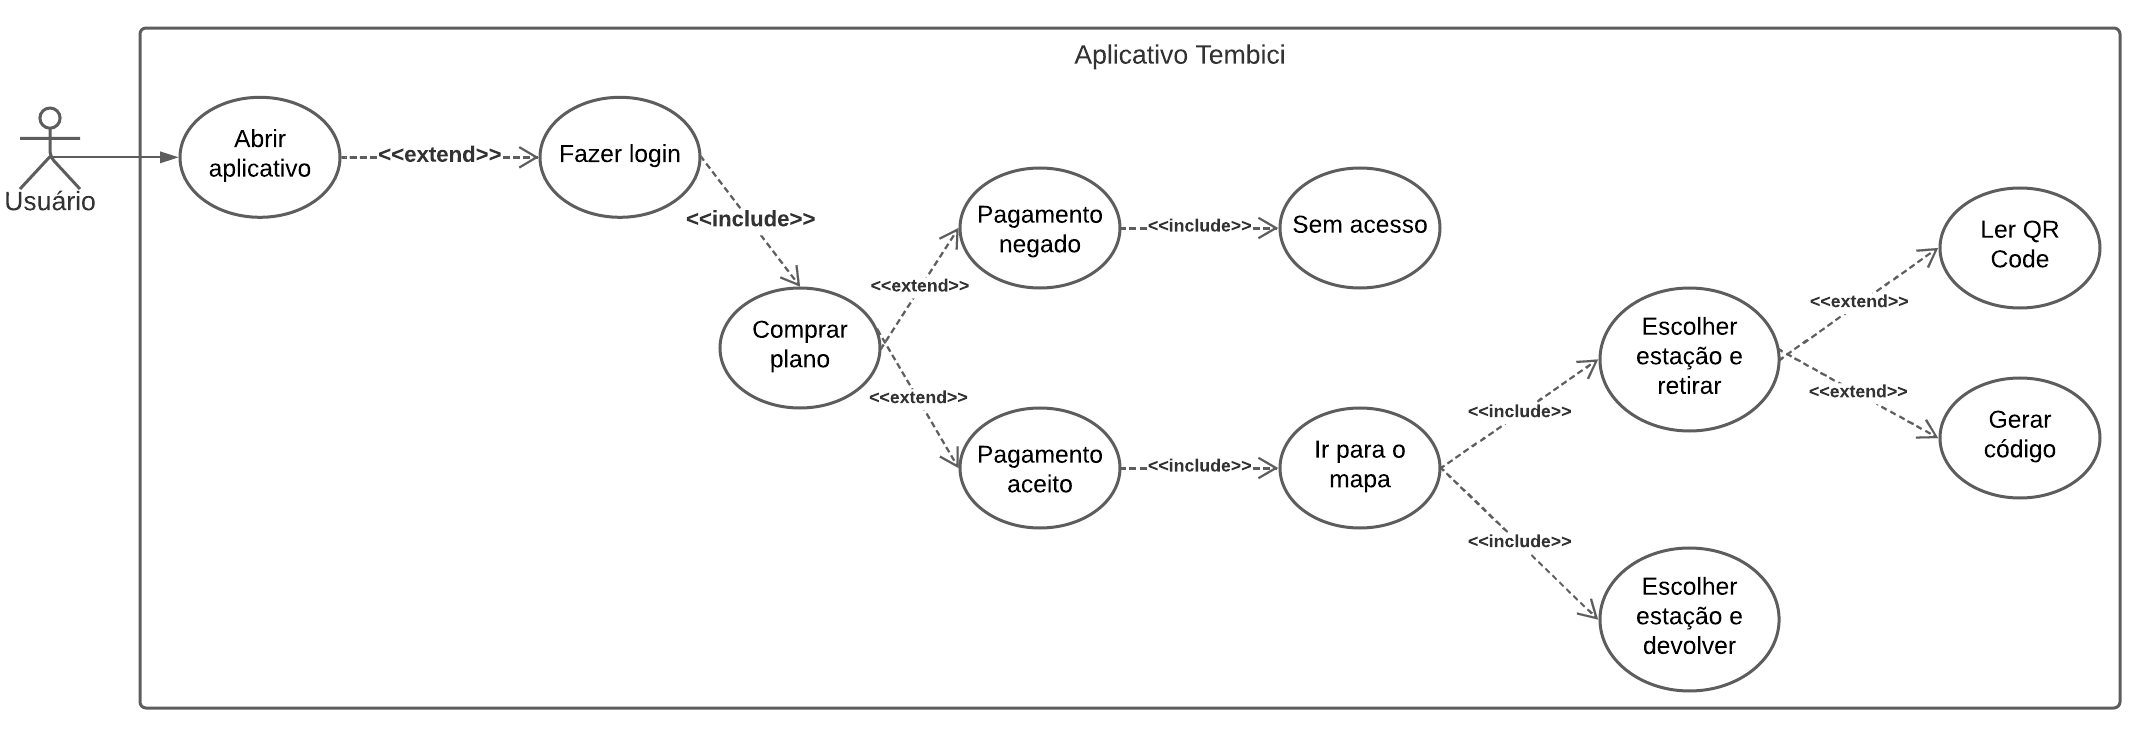 Aplicativo Tembici
Usuário
Abrir
aplicativo
<<extend>>
Fazer login
<<include>>
Comprar
plano
<<extend>>
Pagamento
negado
<<include>>
Sem acesso
<<extend>>
Pagamento
aceito
<<include>>
Ir para o
mapa
<<include>>
Escolher
estação e
retirar
<<extend>>
Ler QR
Code
<<extend>>
Gerar
código
<<include>>
Escolher
estação e
devolver